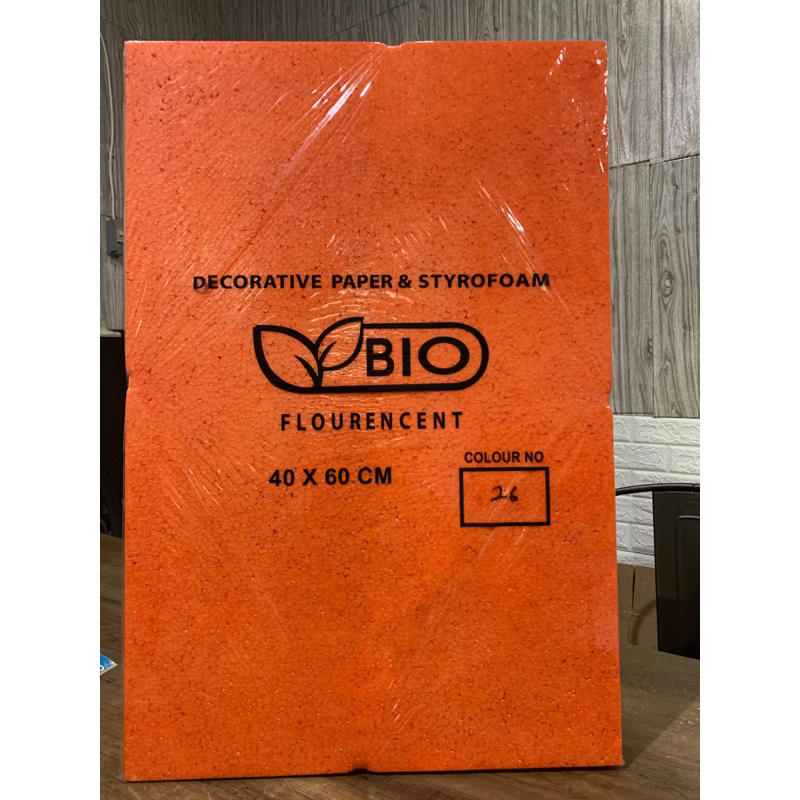 DECORATIVE PAPER & STYROFOAM
BIO
FLOURENCENT
40 X 60 CM
COLOUR NO
26